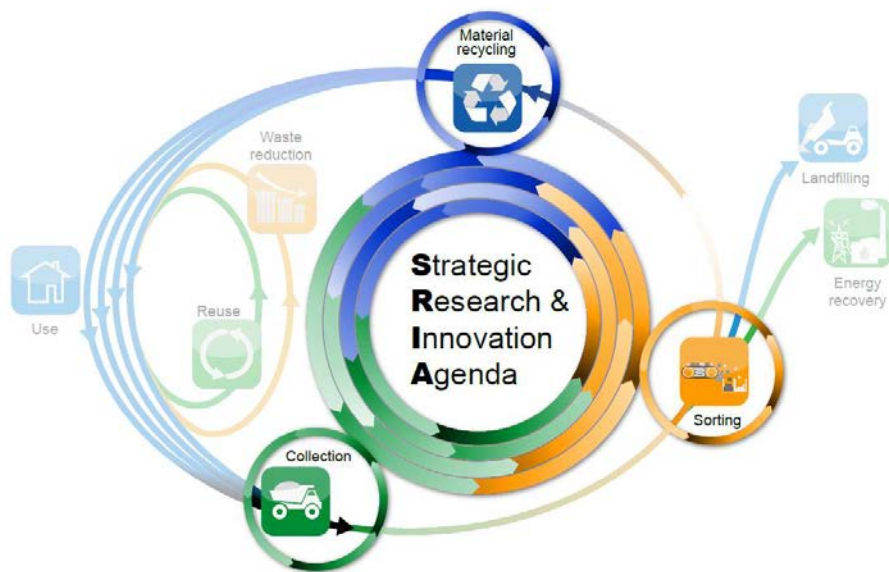 Material
recycling
Waste
reduction
Landfilling
Strategic
Research &
Innovation
Agenda
Energy
recovery
Use
Reuse
Sorting
Collection